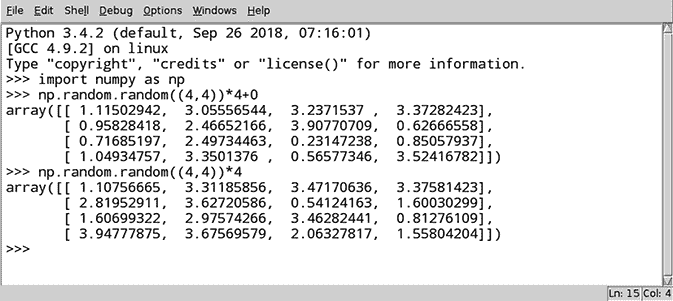 File Edit Shell Debug Options Windows Help
Python 3.4.2 (default, Sep 26 2018, 07:16:01)
[GCC 4.9.2] on linux
Type "copyright", "credits" or "license()" for more information.
>>> import numpy as np
>>> np.random.random((4,4))*4+0
array([[ 1.11502942,  3.05556544,  3.2371537 ,  3.37282423],
       [ 0.95828418,  2.46652166,  3.90770709,  0.62666558],
       [ 0.71685197,  2.49734463,  0.23147238,  0.85057937],
       [ 1.04934757,  3.3501376 ,  0.56577346,  3.52416782]])
>>> np.random.random((4,4))*4
array([[ 1.10756665,  3.31185856,  3.47170636,  3.37581423],
       [ 2.81952911,  3.62720586,  0.54124163,  1.60030299],
       [ 1.60699322,  2.97574266,  3.46282441,  0.81276109],
       [ 3.94777875,  3.67569579,  2.06327817,  1.55804204]])
>>>
Ln: 15 Col: 4